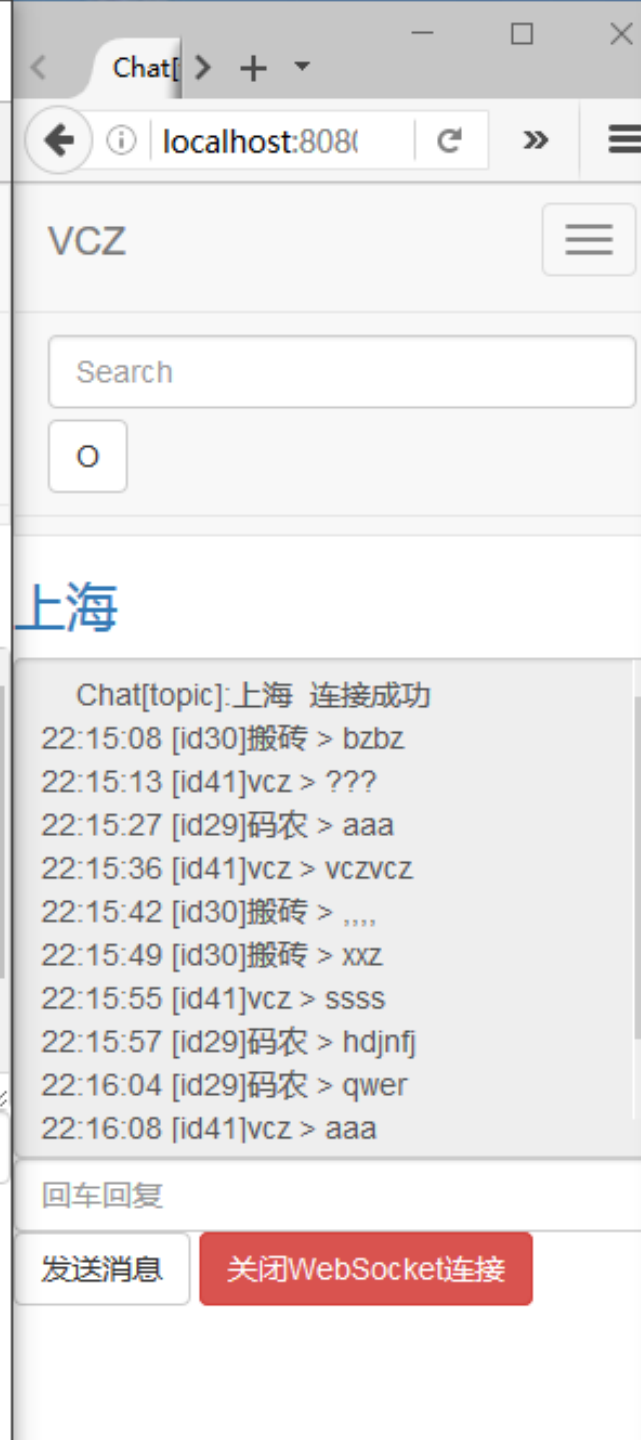 Chat[
localhost:8080
VCZ
Search
O
上海
Chat[topic]:上海 连接成功
22:15:08 [id30]搬砖 > bzbz
22:15:13 [id41]vcz > ???
22:15:27 [id29]码农 > aaa
22:15:36 [id41]vcz > vczvcz
22:15:42 [id30]搬砖 > ,,,,
22:15:49 [id30]搬砖 > xxz
22:15:55 [id41]vcz > ssss
22:15:57 [id29]码农 > hdjnfj
22:16:04 [id29]码农 > qwer
22:16:08 [id41]vcz > aaa
回车回复
发送消息 关闭WebSocket连接